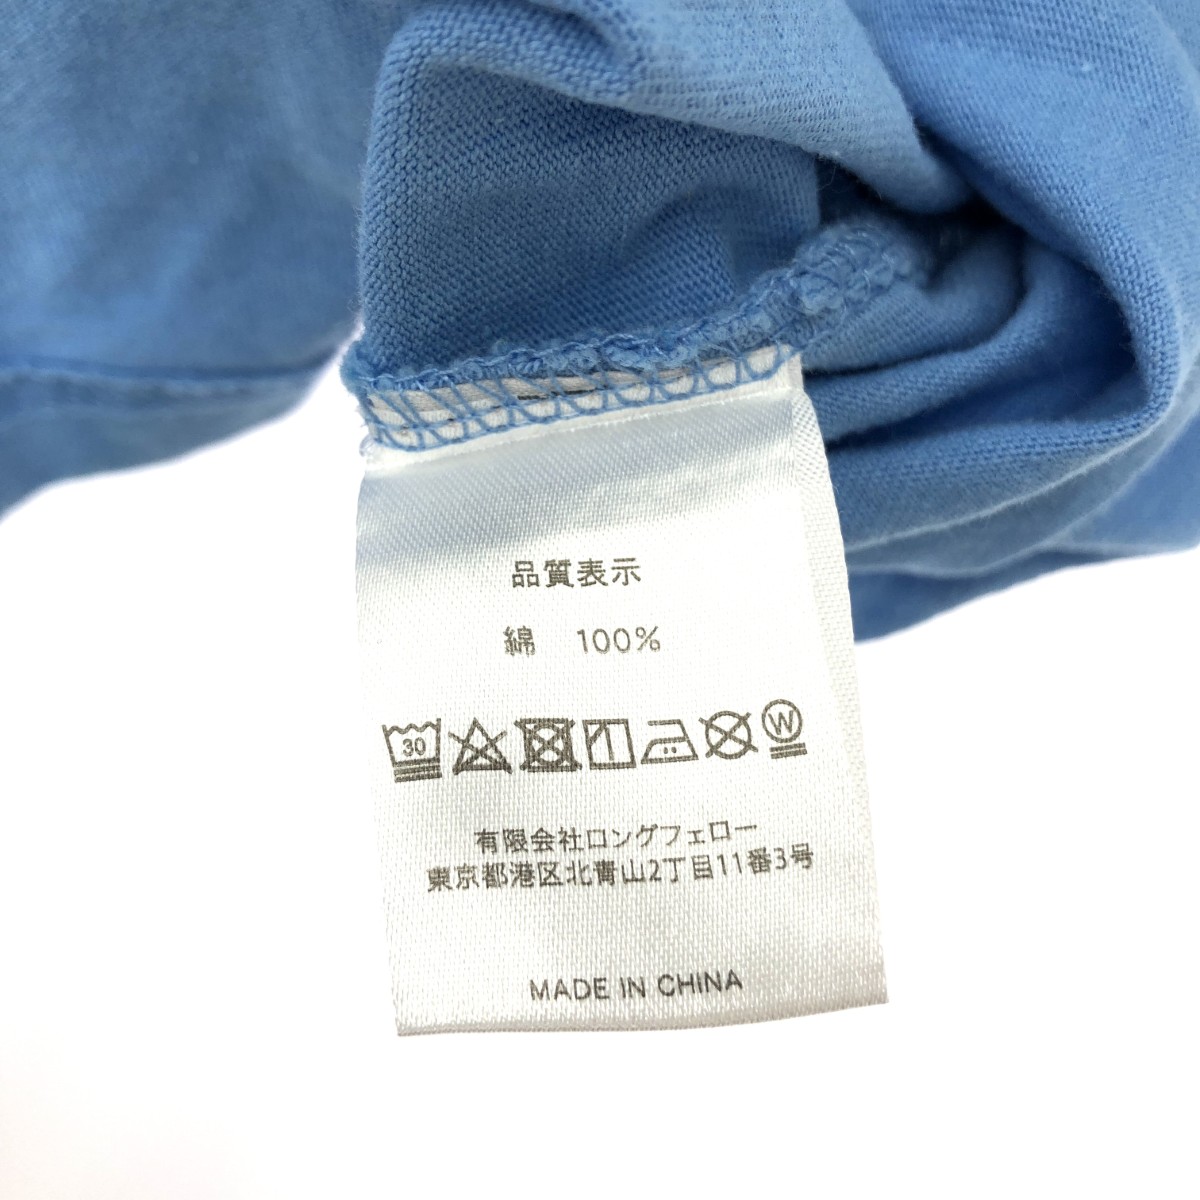 品質表示
綿　100%
30 W
有限会社ロングフェロー
東京都港区北青山2丁目11番3号
MADE IN CHINA